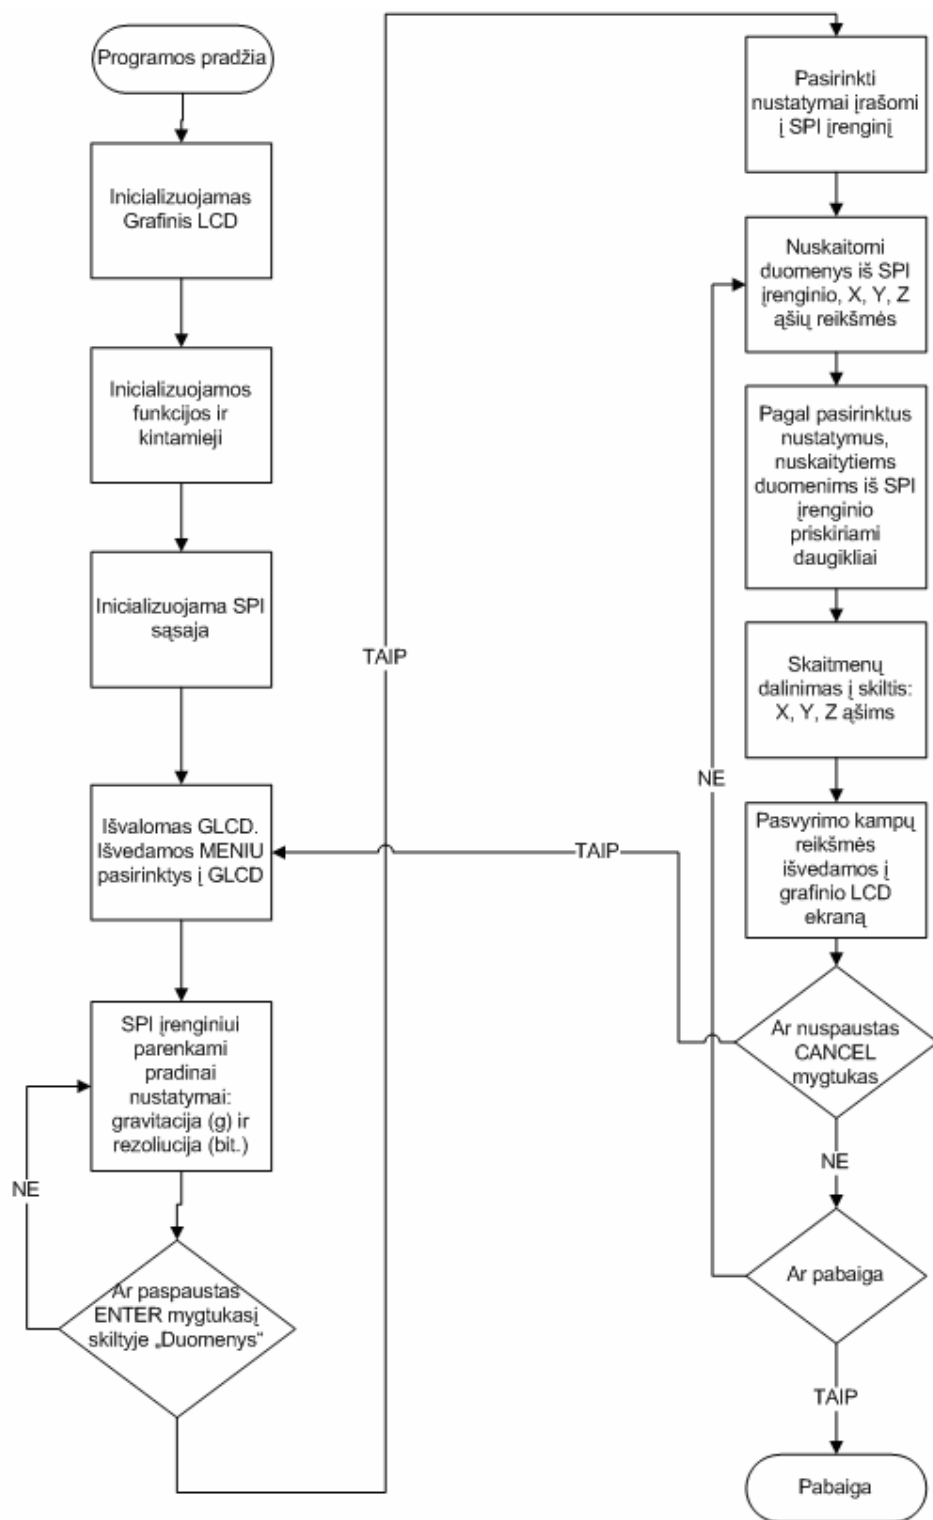 Programos pradžia
Inicializuojamas
Grafinis LCD
Inicializuojamos
funkcijos ir
kintamieji
Inicializuojama SPI
sąsaja
Išvalomas GLCD.
Išvedamos MENIU
pasirinktys į GLCD
SPI įrenginiui
parenkami
pradinai
nustatymai:
gravitacija (g) ir
rezoliucija (bit.)
NE
Ar paspaustas
ENTER mygtukasį
skiltyje „Duomenys“
TAIP
Pasirinkti
nustatymai įrašomi
į SPI įrenginį
Nuskaitomi
duomenys iš SPI
įrenginio, X, Y, Z
ąšių reikšmės
Pagal pasirinktus
nustatymus,
nuskaitytiems
duomenims iš SPI
įrenginio
priskiriami
daugikliai
Skaitmenų
dalinimas į skiltis:
X, Y, Z ąšims
NE
Pasvyrimo kampų
reikšmės
išvedamos į
grafinio LCD
ekraną
TAIP
Ar nuspaustas
CANCEL
mygtukas
NE
Ar pabaiga
TAIP
Pabaiga